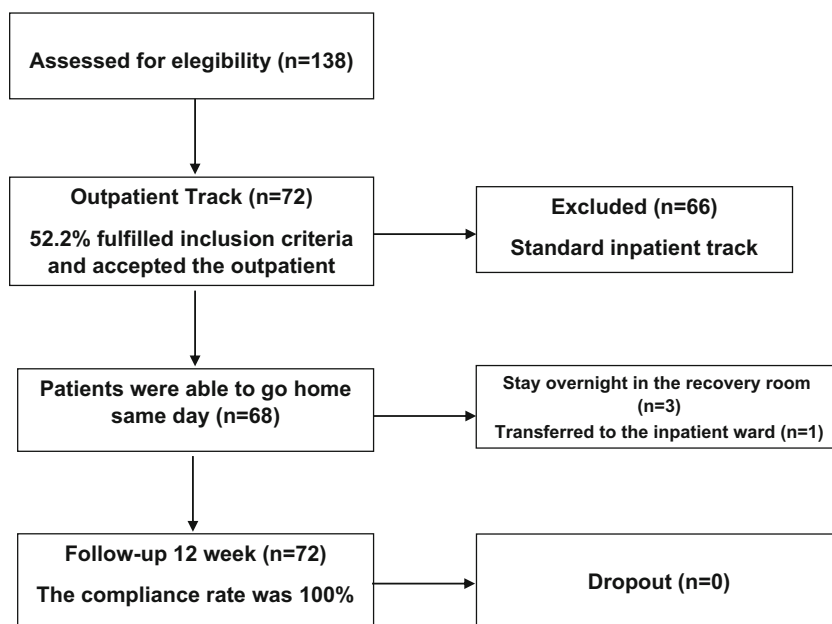 Assessed for elegibility (n=138)
Outpatient Track (n=72)
52.2% fulfilled inclusion criteria
and accepted the outpatient
Excluded (n=66)
Standard inpatient track
Patients were able to go home
same day (n=68)
Stay overnight in the recovery room
(n=3)
Transferred to the inpatient ward (n=1)
Follow-up 12 week (n=72)
The compliance rate was 100%
Dropout (n=0)